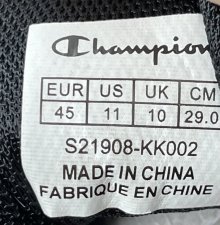 Champion
EUR US UK CM
45 11 10 29.0
S21908-KK002
MADE IN CHINA
FABRIQUE EN CHINE